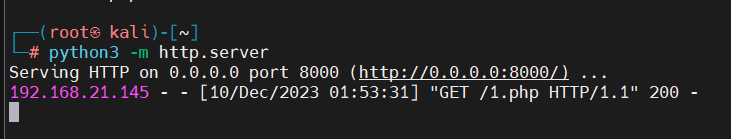 ┌──(root㉿ kali)-[~]
└─# python3 -m http.server
Serving HTTP on 0.0.0.0 port 8000 (http://0.0.0.0:8000/) ...
192.168.21.145 - - [10/Dec/2023 01:53:31] "GET /1.php HTTP/1.1" 200 -